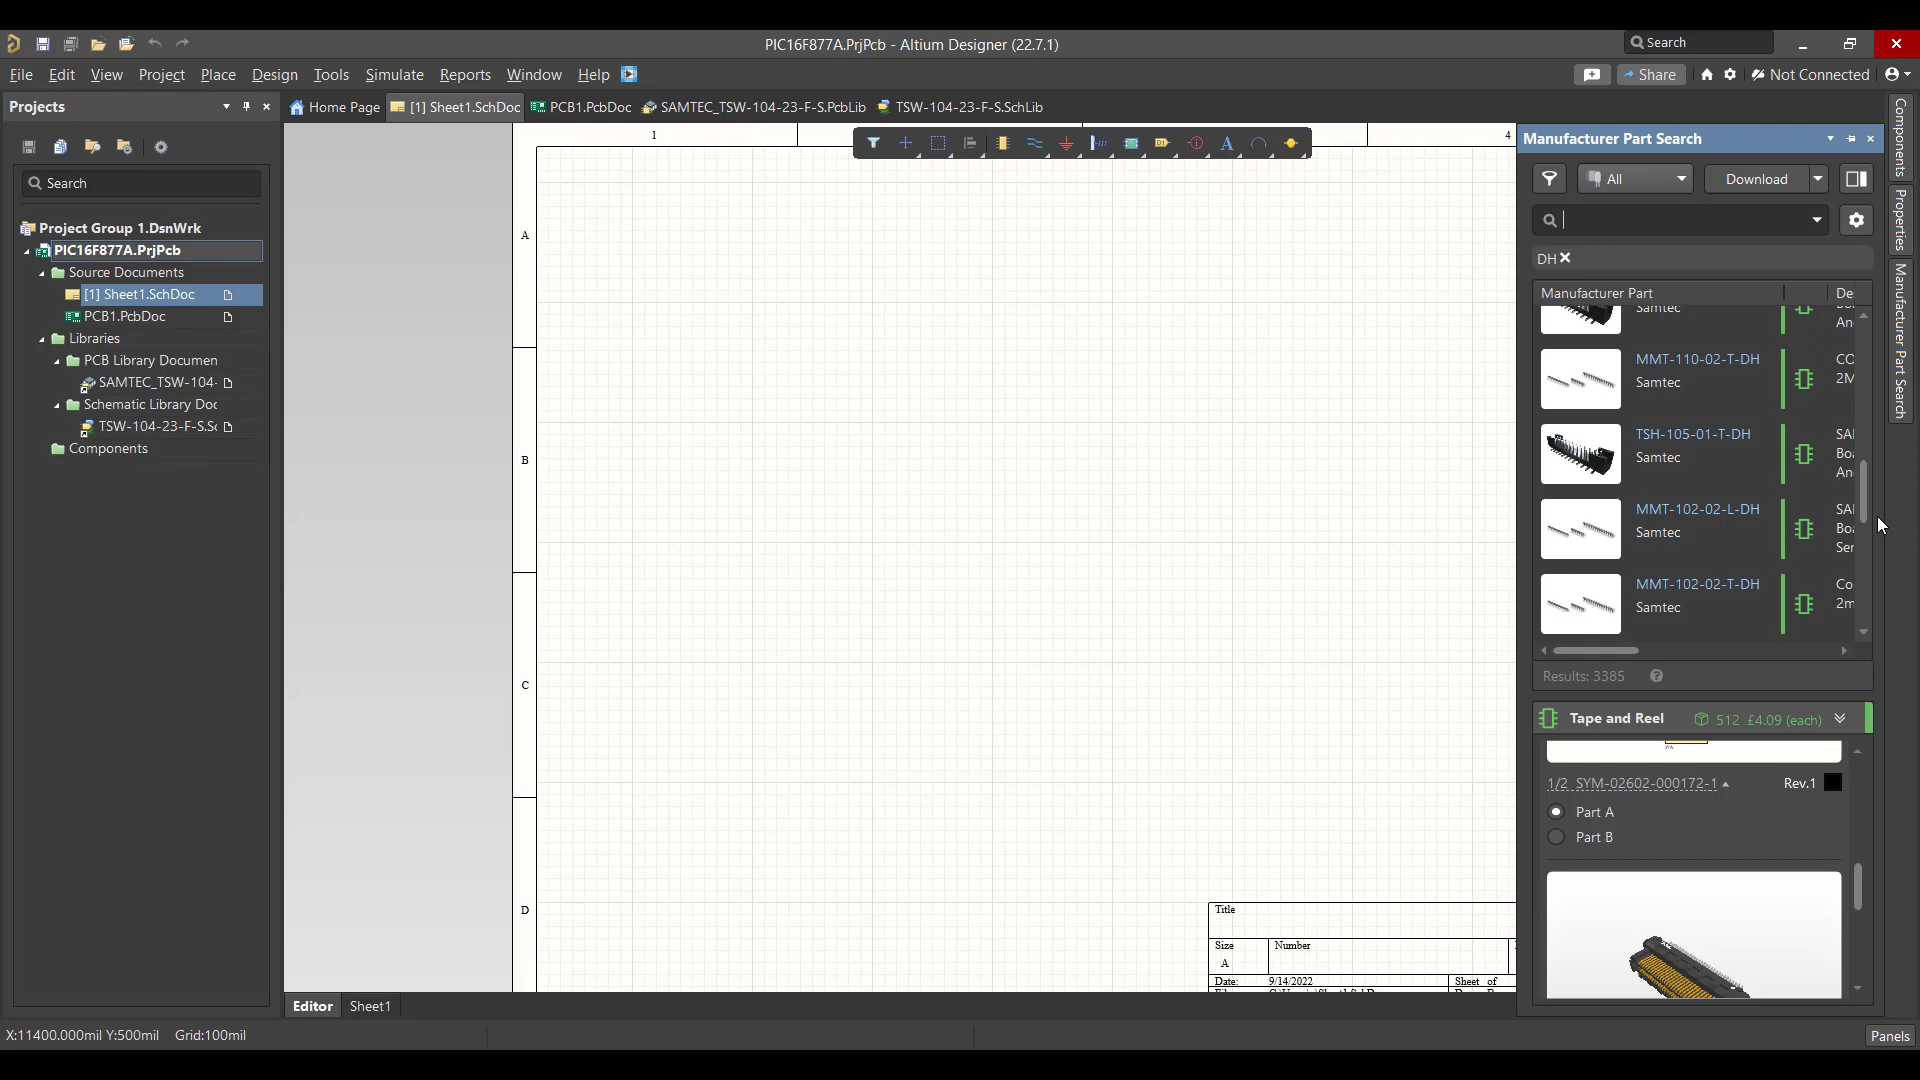 PIC16F877A.PrjPcb - Altium Designer (22.7.1)
Search
File Edit View Project Place Design Tools Simulate Reports Window Help
Share
Not Connected
Projects
Home Page
[1] Sheet1.SchDoc
PCB1.PcbDoc
SAMTEC_TSW-104-23-F-S.PcbLib
TSW-104-23-F-S.SchLib
Search
Project Group 1.DsnWrk
PIC16F877A.PrjPcb
Source Documents
[1] Sheet1.SchDoc
PCB1.PcbDoc
Libraries
PCB Library Documen
SAMTEC_TSW-104-
Schematic Library Doc
TSW-104-23-F-S.Sc
Components
1
4
A
B
C
D
Title
Size
Number
A
Date:
9/14/2022
Sheet of
Editor
Sheet1
Manufacturer Part Search
All
Download
DH
Manufacturer Part
De
Samtec
An
MMT-110-02-T-DH
Samtec
CO
2M
TSH-105-01-T-DH
Samtec
SAI
Boa
An
MMT-102-02-L-DH
Samtec
SAI
Boa
Ser
MMT-102-02-T-DH
Samtec
Co
2m
Results: 3385
Tape and Reel
512 £4.09 (each)
1/2 SYM-02602-000172-1
Rev.1
Part A
Part B
Components
Properties
Manufacturer Part Search
X:11400.000mil Y:500mil Grid:100mil
Panels